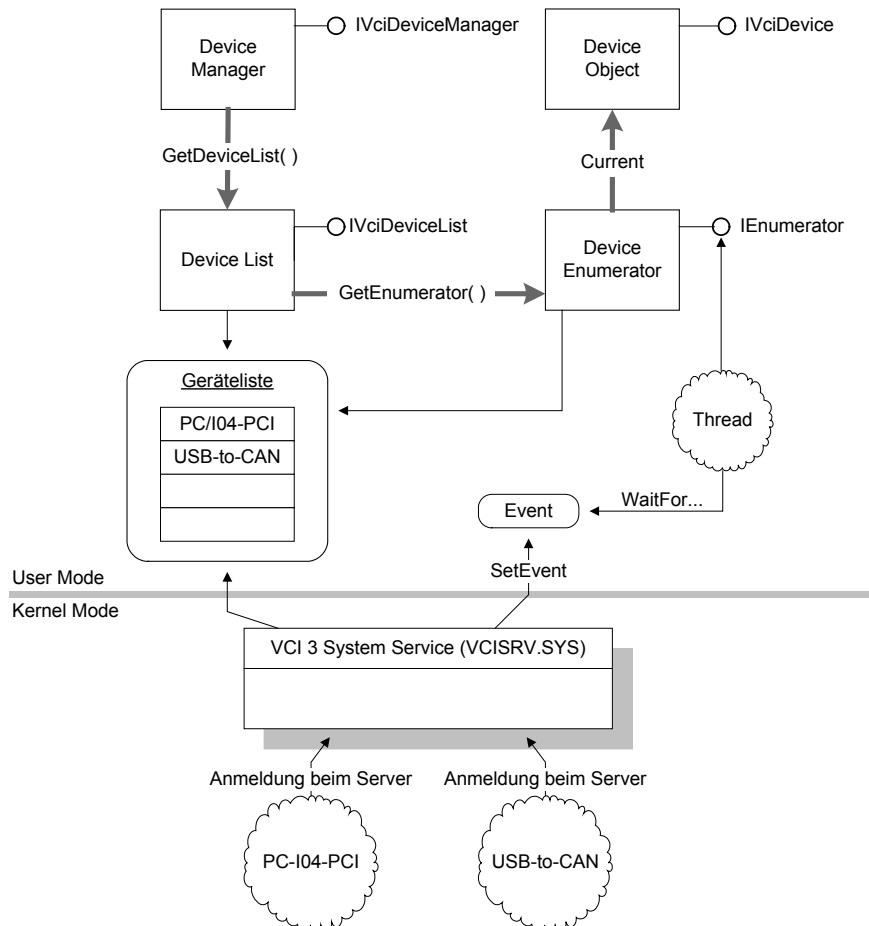 Device
Manager
IVciDeviceManager
Device
Object
IVciDevice
GetDeviceList( )
Current
Device List
IVciDeviceList
Device
Enumerator
IEnumerator
GetEnumerator( )
Geräteliste
PC/I04-PCI
USB-to-CAN
Thread
Event
WaitFor...
SetEvent
User Mode
Kernel Mode
VCI 3 System Service (VCISRV.SYS)
Anmeldung beim Server
Anmeldung beim Server
PC-I04-PCI
USB-to-CAN